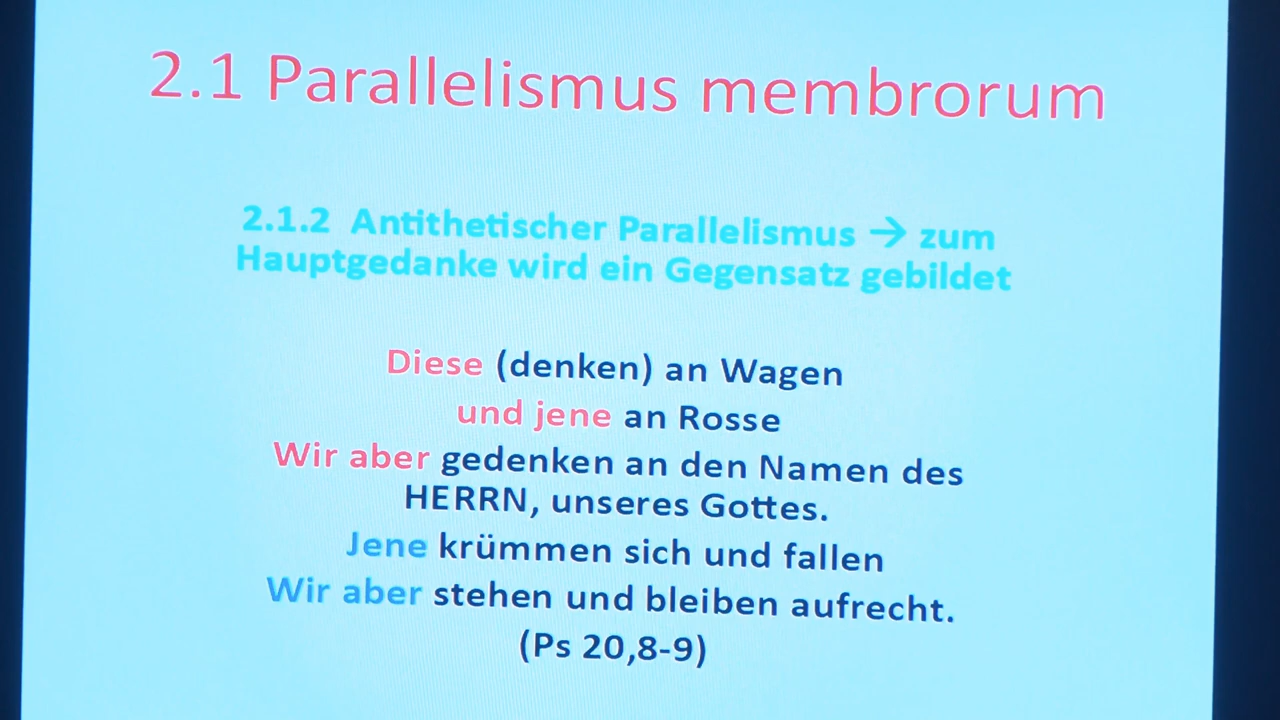 2.1 Parallelismus membrorum
2.1.2 Antithetischer Parallelismus → zum
Hauptgedanke wird ein Gegensatz gebildet
Diese (denken) an Wagen
und jene an Rosse
Wir aber gedenken an den Namen des
HERRN, unseres Gottes.
Jene krümmen sich und fallen
Wir aber stehen und bleiben aufrecht.
(Ps 20,8-9)